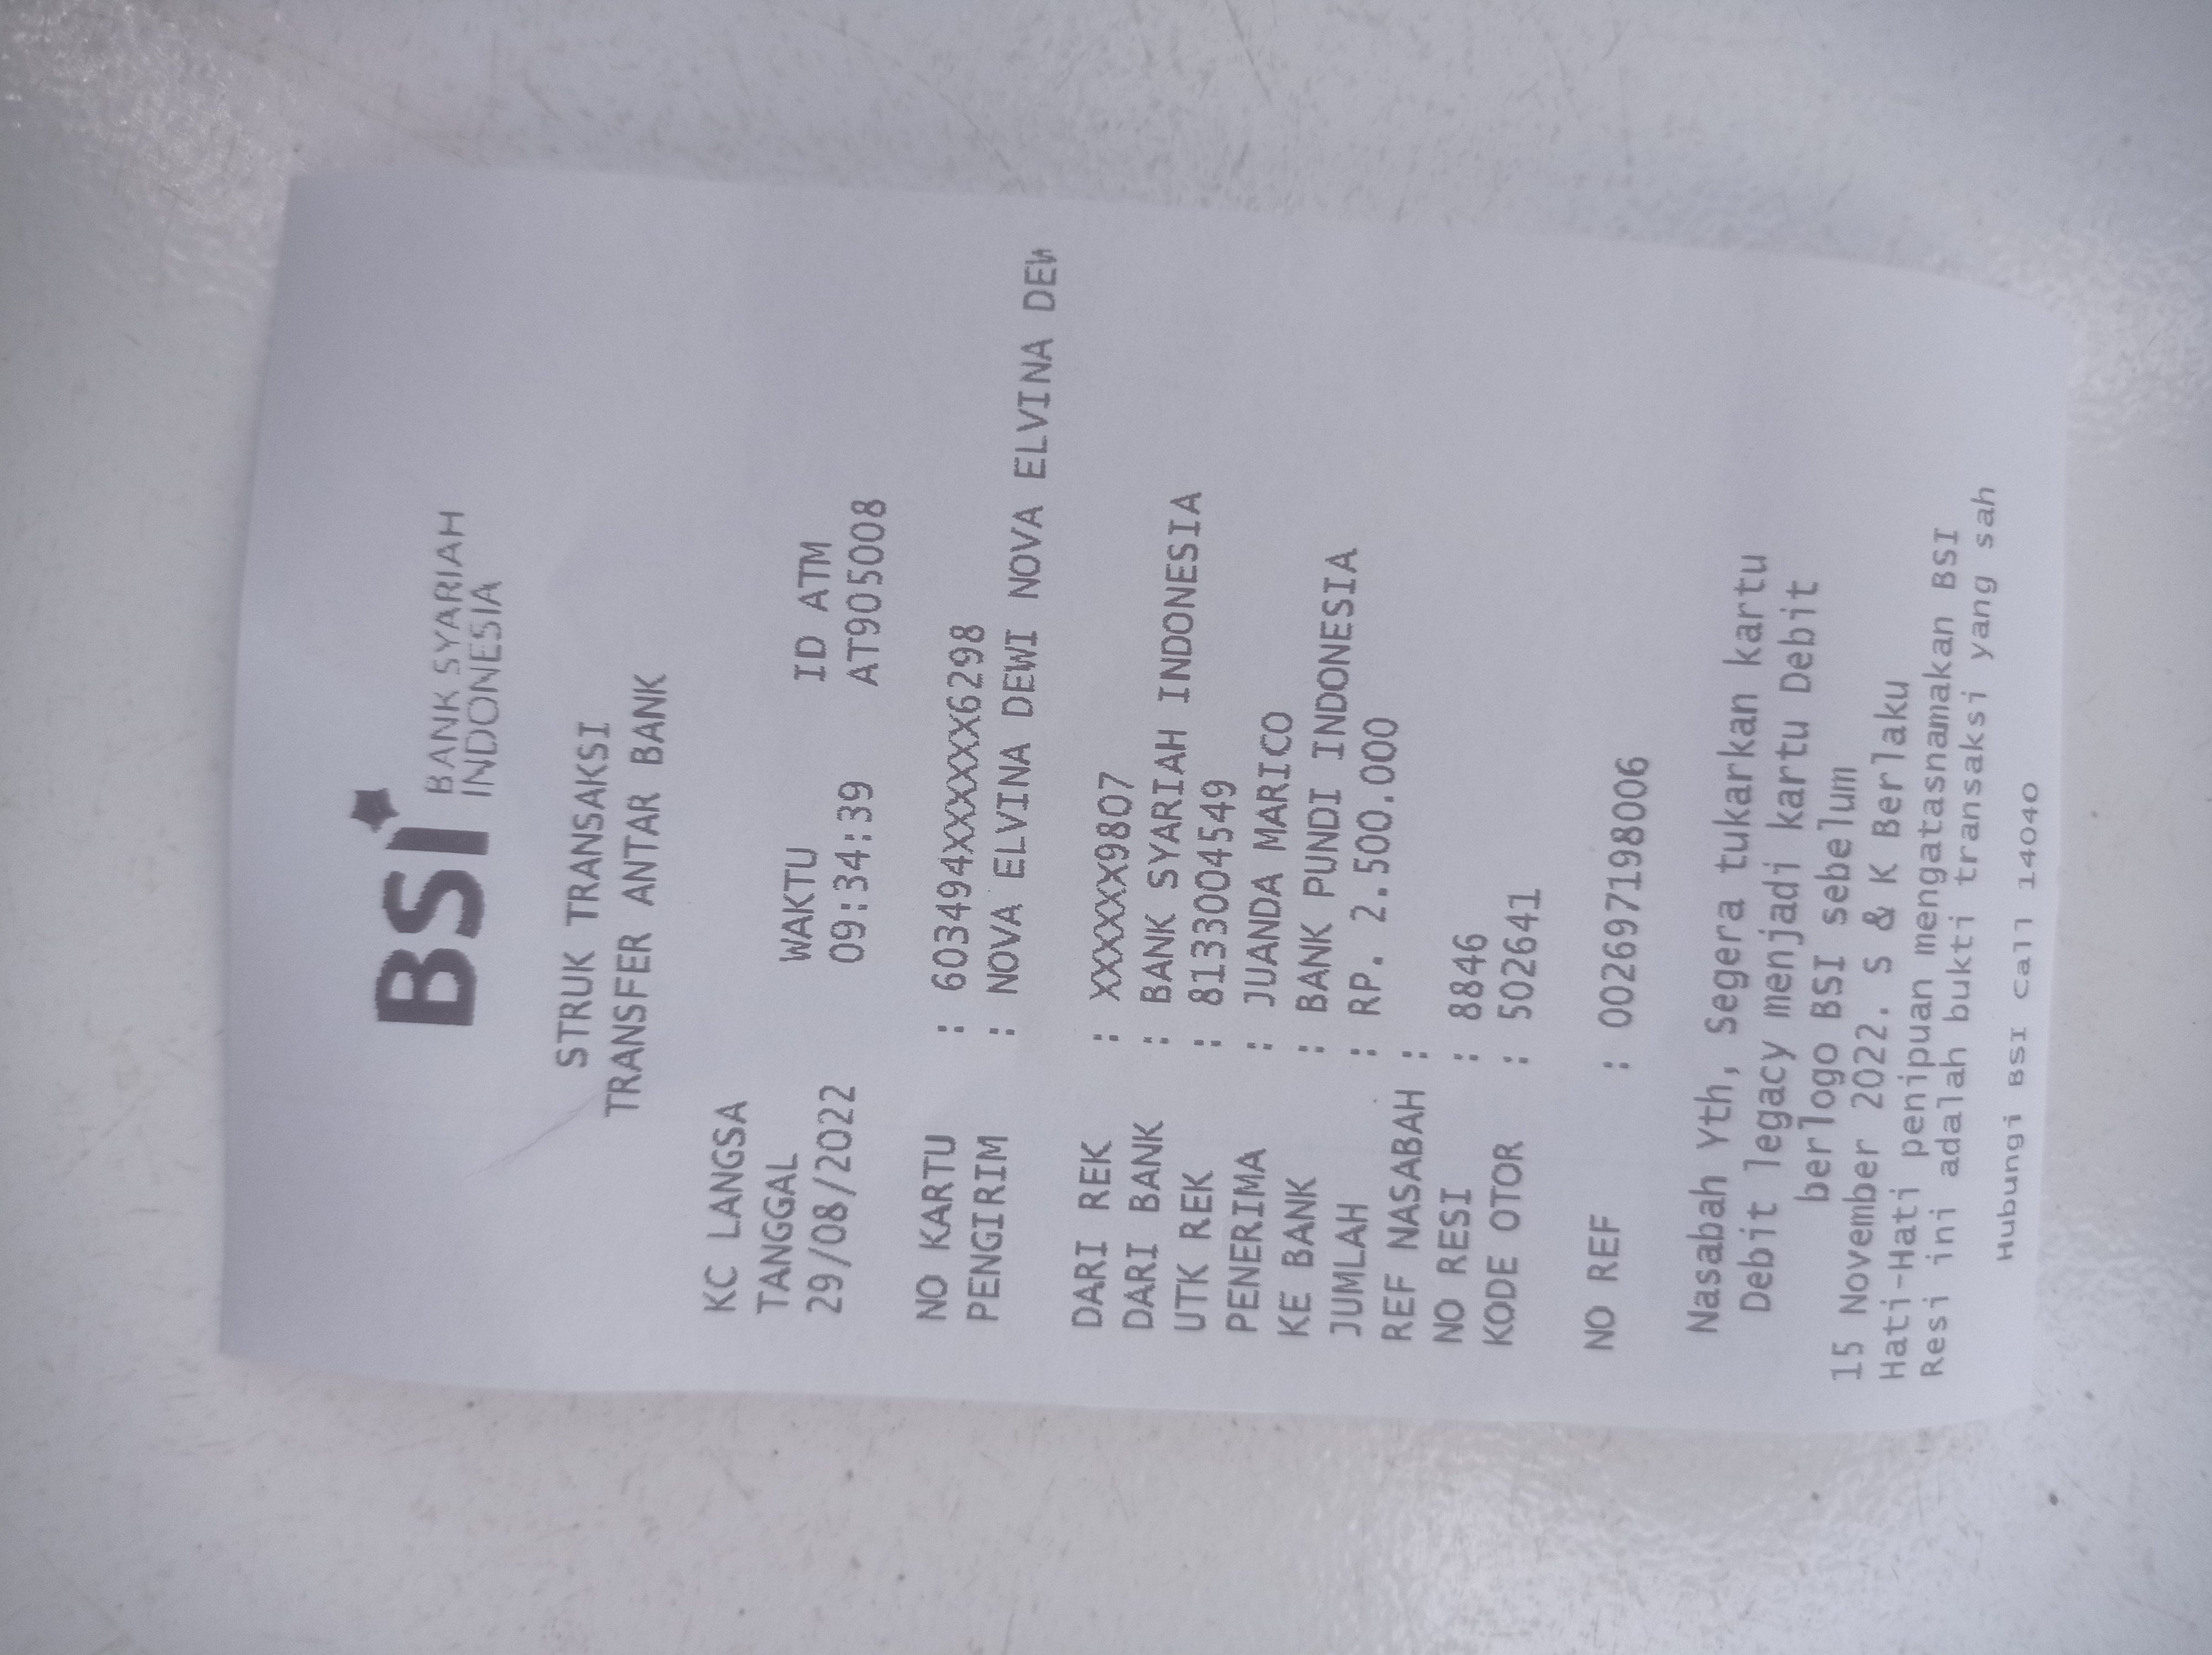 BSI BANK SYARIAH
INDONESIA
STRUK TRANSAKSI
TRANSFER ANTAR BANK
KC LANGSA
TANGGAL WAKTU ID ATM
29/08/2022 09:34:39 AT905008
NO KARTU : 603494XXXXXX6298
PENGIRIM : NOVA ELVINA DEWI NOVA ELVINA DEW
DARI REK : XXXXXX9807
DARI BANK : BANK SYARIAH INDONESIA
UTK REK : 8133004549
PENERIMA : JUANDA MARICO
KE BANK : BANK PUNDI INDONESIA
JUMLAH : RP. 2.500.000
REF NASABAH :
NO RESI : 8846
KODE OTOR : 502641
NO REF : 002697198006
Nasabah Yth, Segera tukarkan kartu
Debit legacy menjadi kartu Debit
berlogo BSI sebelum
15 November 2022. S & K Berlaku
Hati-Hati penipuan mengatasnamakan BSI
Resi ini adalah bukti transaksi yang sah
Hubungi BSI Call 14040